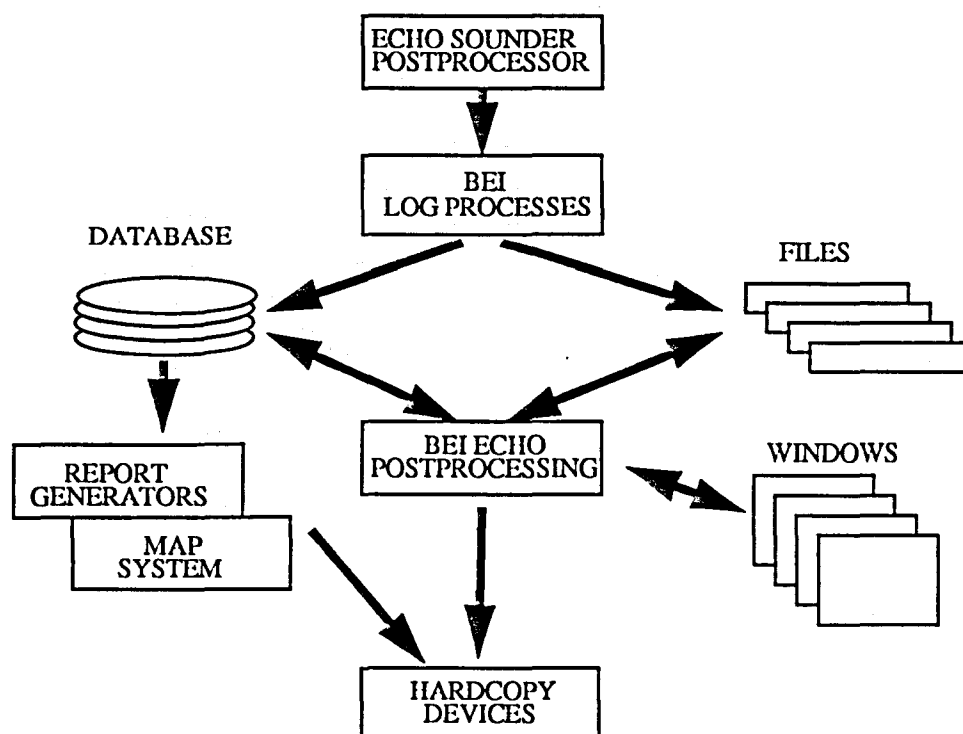 ECHO SOUNDER
POSTPROCESSOR
BEI
LOG PROCESSES
DATABASE
FILES
BEI ECHO
POSTPROCESSING
WINDOWS
REPORT
GENERATORS
MAP
SYSTEM
HARDCOPY
DEVICES